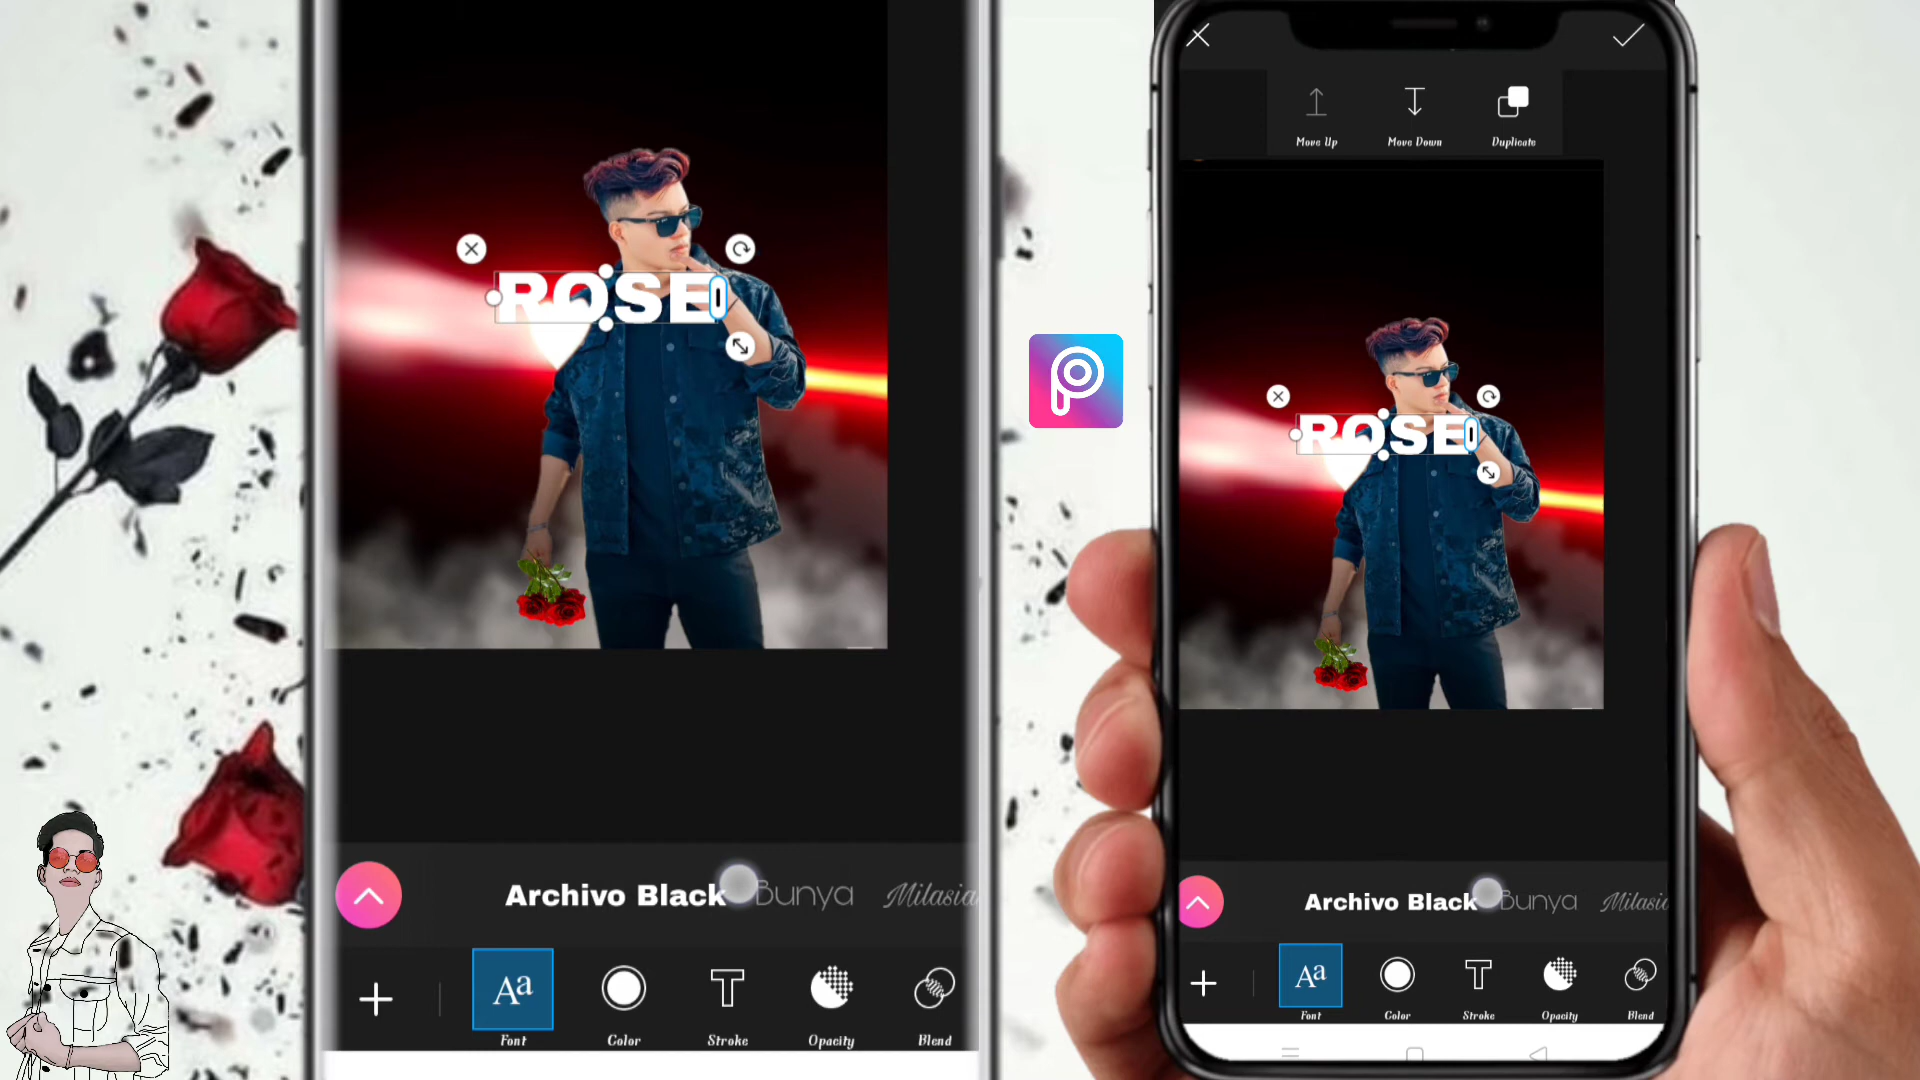 ROSE
Archivo Black Bunya Milasia
Font Color Stroke Opacity Blend
Move Up Move Down Duplicate
ROSE
Archivo Black Bunya Milasia
Font Color Stroke Opacity Blend